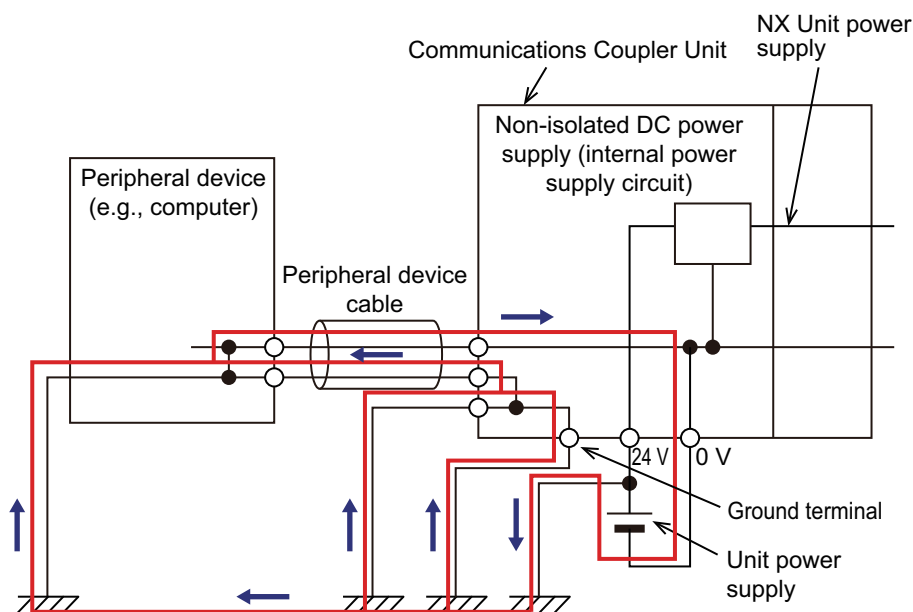 NX Unit power
supply
Communications Coupler Unit
Non-isolated DC power
supply (internal power
supply circuit)
Peripheral device
(e.g., computer)
Peripheral device
cable
24 V
0 V
Ground terminal
Unit power
supply